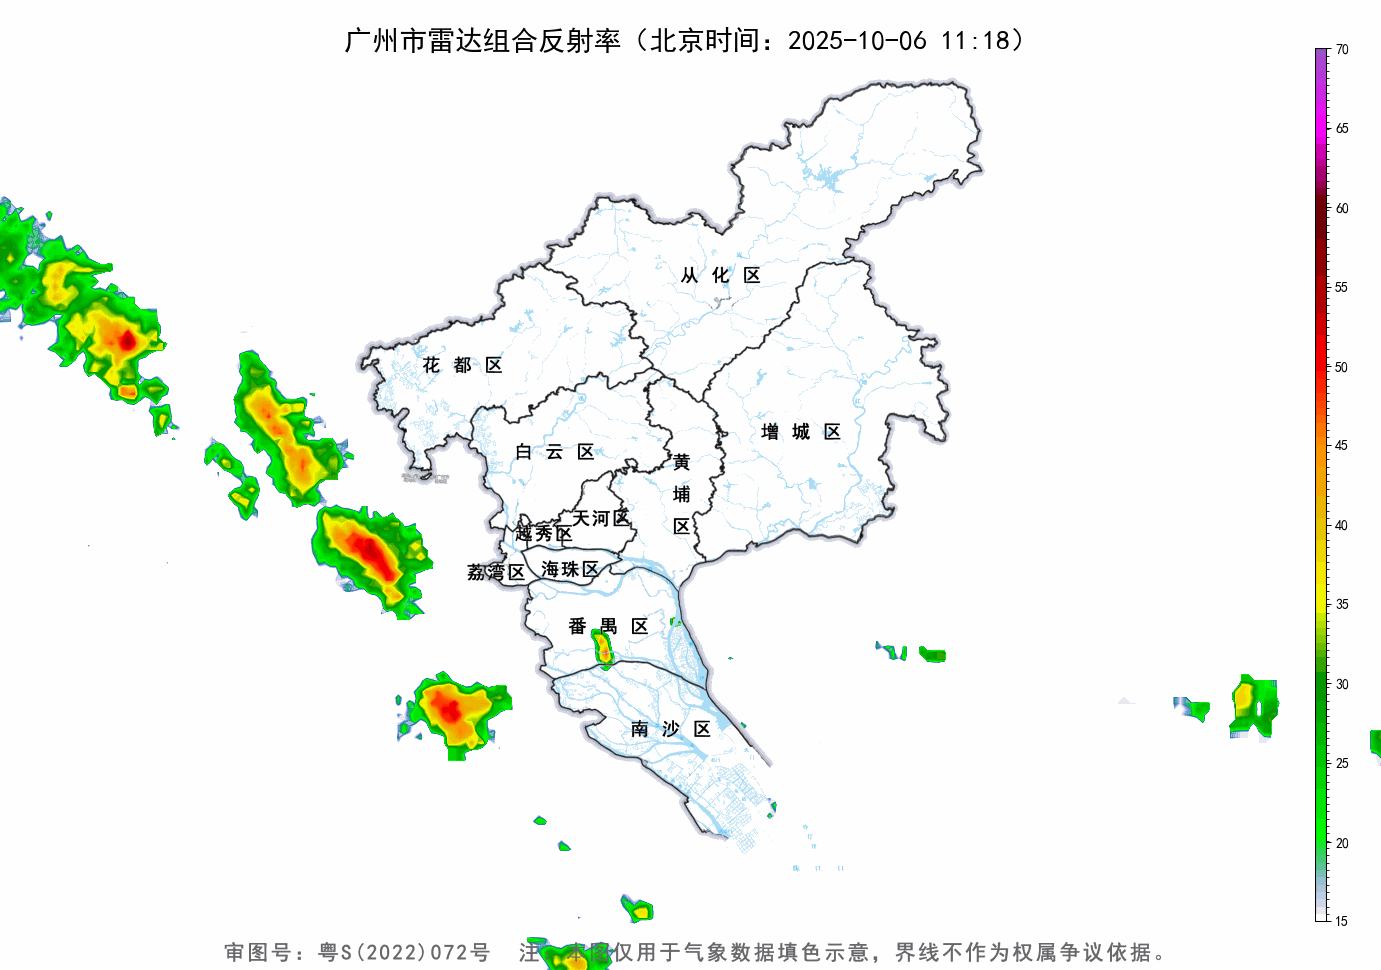 广州市雷达组合反射率（北京时间：2025-10-06 11:18）
70
65
60
55
50
45
40
35
30
25
20
15
从化区
花都区
增城区
白云区
黄埔区
天河区
越秀区
荔湾区
海珠区
番禺区
南沙区
审图号：粤S(2022)072号 注：本图仅用于气象数据填色示意，界线不作为权属争议依据。